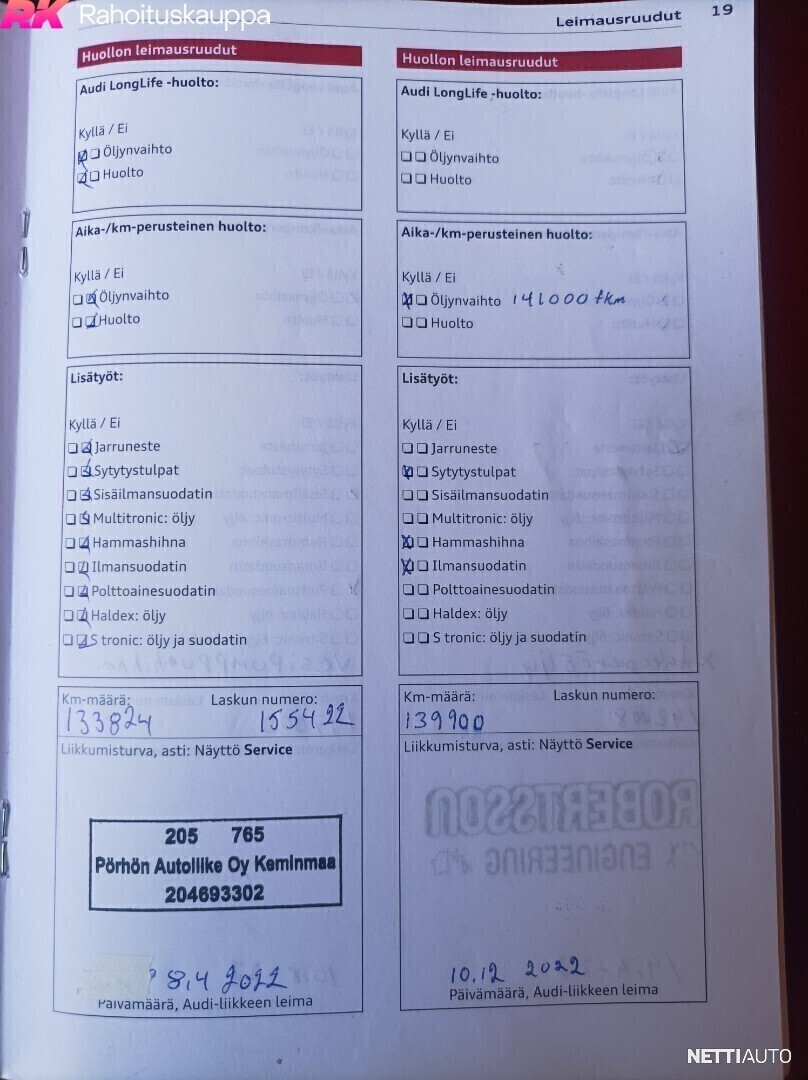 RK Rahoituskauppa
Leimausruudut 19
Huollon leimausruudut
Audi LongLife -huolto:
Kyllä / Ei
Öljynvaihto
Huolto
Aika-/km-perusteinen huolto:
Kyllä / Ei
Öljynvaihto
Huolto
Lisätyöt:
Kyllä / Ei
Jarruneste
Sytytystulpat
Sisäilmansuodatin
Multitronic: öljy
Hammashihna
Ilmansuodatin
Polttoainesuodatin
Haldex: öljy
S tronic: öljy ja suodatin
Km-määrä: Laskun numero:
133824 155422
Liikkumisturva, asti: Näyttö Service
205 765
Pörhön Autoliike Oy Keminmaa
204693302
8.4 2022
Päivämäärä, Audi-liikkeen leima
Huollon leimausruudut
Audi LongLife -huolto:
Kyllä / Ei
Öljynvaihto
Huolto
Aika-/km-perusteinen huolto:
Kyllä / Ei
Öljynvaihto 141000 tkm
Huolto
Lisätyöt:
Kyllä / Ei
Jarruneste
Sytytystulpat
Sisäilmansuodatin
Multitronic: öljy
Hammashihna
Ilmansuodatin
Polttoainesuodatin
Haldex: öljy
S tronic: öljy ja suodatin
Km-määrä: Laskun numero:
139900
Liikkumisturva, asti: Näyttö Service
ROBERTSSON
ENGINEERING
10.12 2022
Päivämäärä, Audi-liikkeen leima
NETTIAUTO